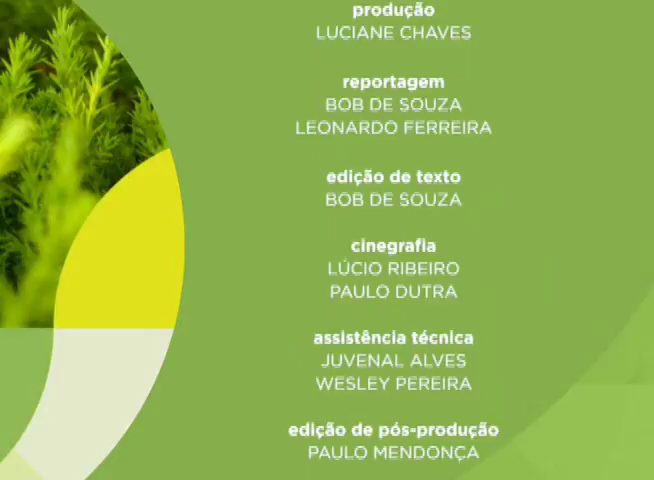 produção
LUCIANE CHAVES
reportagem
BOB DE SOUZA
LEONARDO FERREIRA
edição de texto
BOB DE SOUZA
cinegrafia
LÚCIO RIBEIRO
PAULO DUTRA
assistência técnica
JUVENAL ALVES
WESLEY PEREIRA
edição de pós-produção
PAULO MENDONÇA